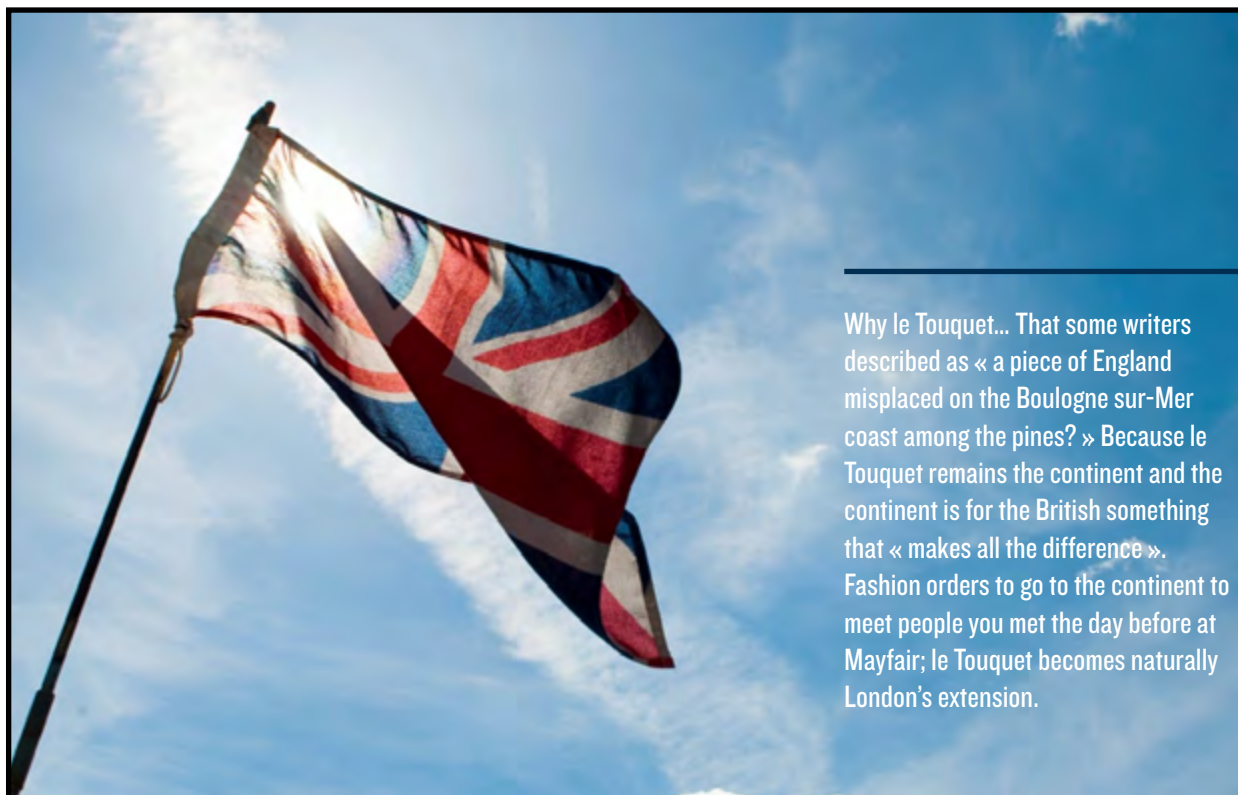 Why le Touquet... That some writers
described as « a piece of England
misplaced on the Boulogne sur-Mer
coast among the pines? » Because le
Touquet remains the continent and the
continent is for the British something
that « makes all the difference ».
Fashion orders to go to the continent to
meet people you met the day before at
Mayfair; le Touquet becomes naturally
London's extension.